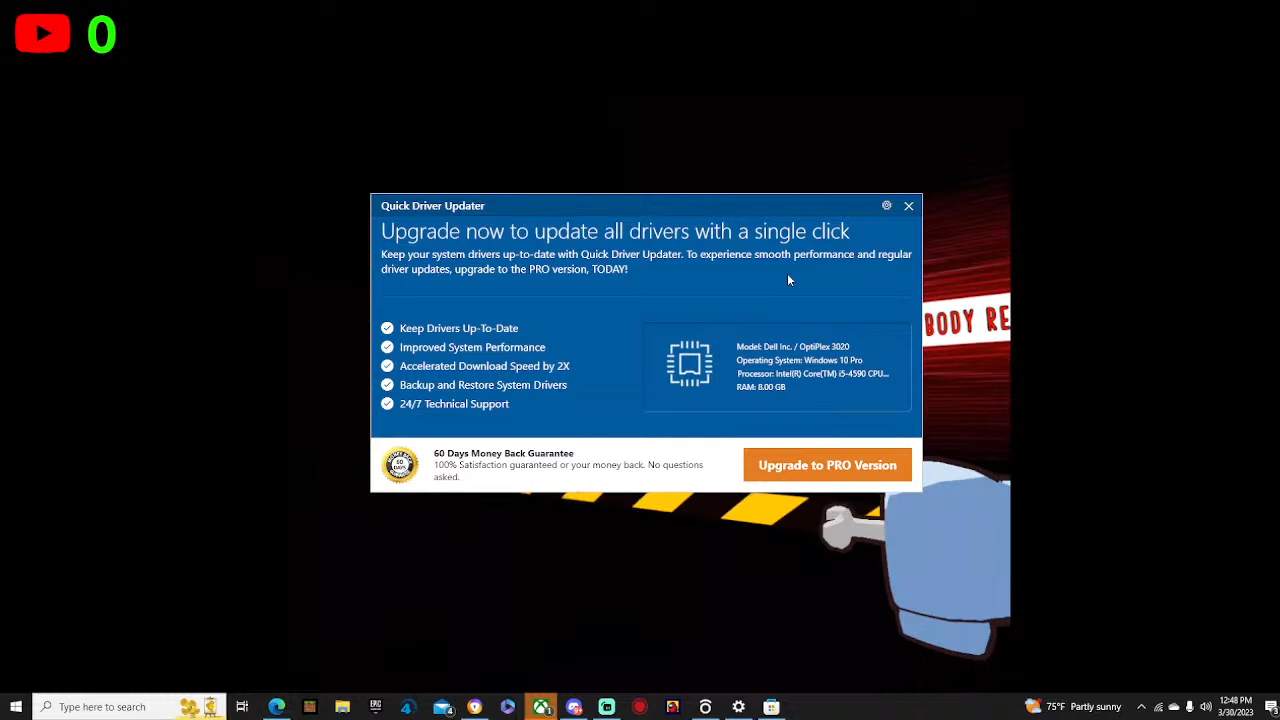 0
Quick Driver Updater
Upgrade now to update all drivers with a single click
Keep your system drivers up-to-date with Quick Driver Updater. To experience smooth performance and regular
driver updates, upgrade to the PRO version, TODAY!
Keep Drivers Up-To-Date
Improved System Performance
Accelerated Download Speed by 2X
Backup and Restore System Drivers
24/7 Technical Support
Model: Dell Inc. / OptiPlex 3020
Operating System: Windows 10 Pro
Processor: Intel(R) Core(TM) i5-4590 CPU...
RAM: 8.00 GB
BODY RE
60 Days Money Back Guarantee
100% Satisfaction guaranteed or your money back. No questions
asked.
60
DAYS
Upgrade to PRO Version
Type here to search
EPIC
75°F Partly sunny
12:48 PM
3/30/2023